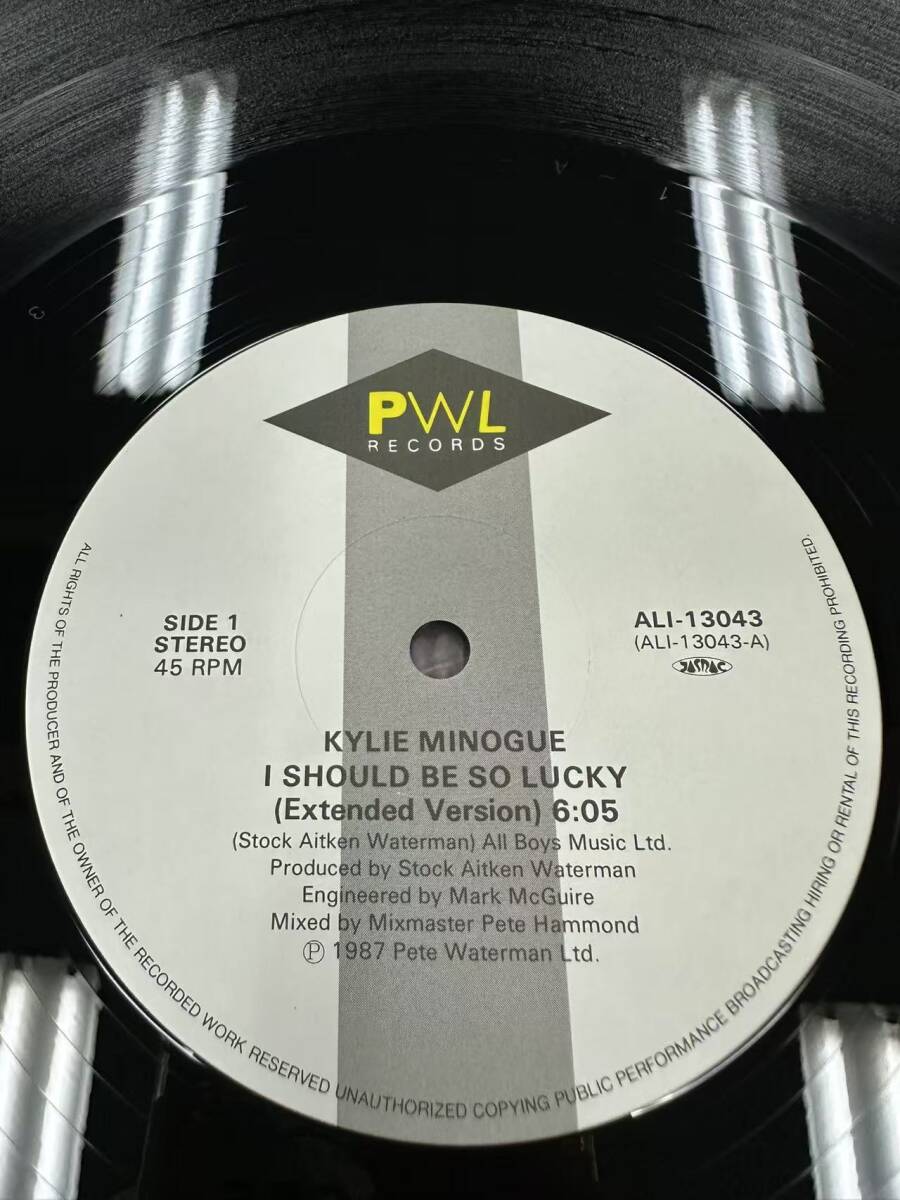 PWL
RECORDS
SIDE 1
STEREO
45 RPM
ALI-13043
(ALI-13043-A)
JASRAC
KYLIE MINOGUE
I SHOULD BE SO LUCKY
(Extended Version) 6:05
(Stock Aitken Waterman) All Boys Music Ltd.
Produced by Stock Aitken Waterman
Engineered by Mark McGuire
Mixed by Mixmaster Pete Hammond
Ⓟ 1987 Pete Waterman Ltd.
ALL RIGHTS OF THE PRODUCER AND OF THE OWNER OF THE RECORDED WORK RESERVED UNAUTHORIZED COPYING PUBLIC PERFORMANCE BROADCASTING HIRING OR RENTAL OF THIS RECORDING PROHIBITED.
3
A
1